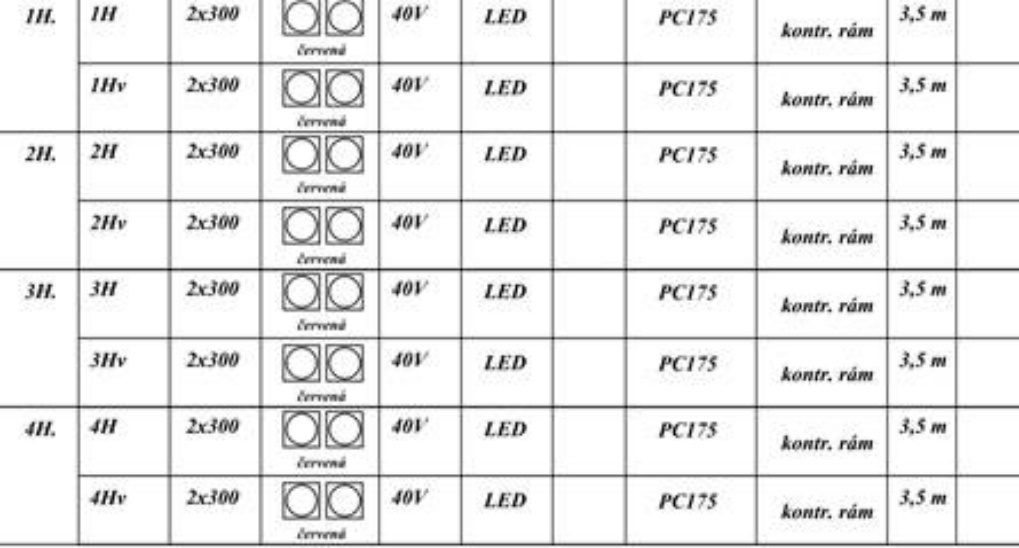 1H. 1H 2x300 40V LED PC175 kontr. rám 3,5 m
červená
1Hv 2x300 40V LED PC175 kontr. rám 3,5 m
červená
2H. 2H 2x300 40V LED PC175 kontr. rám 3,5 m
červená
2Hv 2x300 40V LED PC175 kontr. rám 3,5 m
červená
3H. 3H 2x300 40V LED PC175 kontr. rám 3,5 m
červená
3Hv 2x300 40V LED PC175 kontr. rám 3,5 m
červená
4H. 4H 2x300 40V LED PC175 kontr. rám 3,5 m
červená
4Hv 2x300 40V LED PC175 kontr. rám 3,5 m
červená